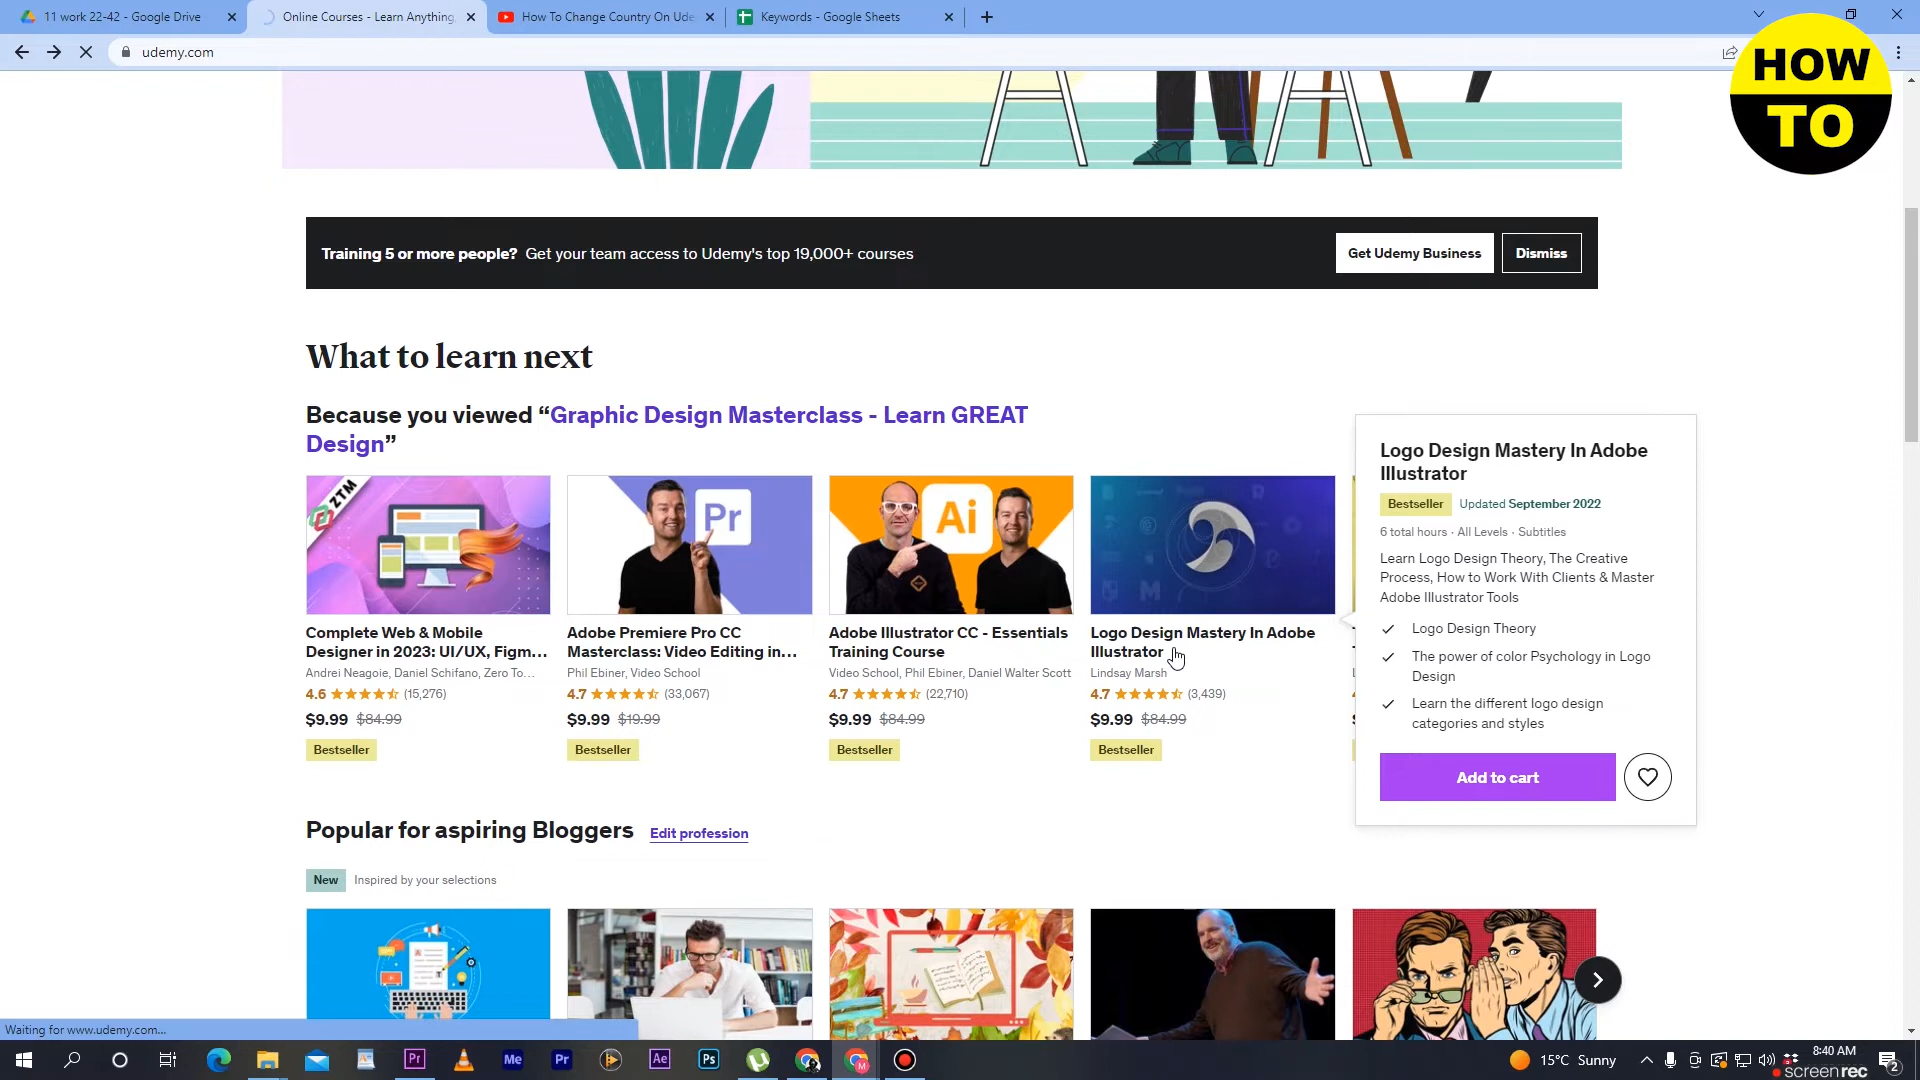 11 work 22-42 - Google Drive
Online Courses - Learn Anything,
How To Change Country On Ude
Keywords - Google Sheets
udemy.com
HOW
TO
Training 5 or more people? Get your team access to Udemy's top 19,000+ courses
Get Udemy Business
Dismiss
What to learn next
Because you viewed “Graphic Design Masterclass - Learn GREAT
Design”
ZTM
Pr
Ai
Complete Web & Mobile
Designer in 2023: UI/UX, Figm...
Andrei Neagoie, Daniel Schifano, Zero To...
4.6 (15,276)
$9.99 $84.99
Bestseller
Adobe Premiere Pro CC
Masterclass: Video Editing in...
Phil Ebiner, Video School
4.7 (33,067)
$9.99 $19.99
Bestseller
Adobe Illustrator CC - Essentials
Training Course
Video School, Phil Ebiner, Daniel Walter Scott
4.7 (22,710)
$9.99 $84.99
Bestseller
Logo Design Mastery In Adobe
Illustrator
Lindsay Marsh
4.7 (3,439)
$9.99 $84.99
Bestseller
Logo Design Mastery In Adobe
Illustrator
Bestseller Updated September 2022
6 total hours · All Levels · Subtitles
Learn Logo Design Theory, The Creative
Process, How to Work With Clients & Master
Adobe Illustrator Tools
Logo Design Theory
The power of color Psychology in Logo
Design
Learn the different logo design
categories and styles
Add to cart
Popular for aspiring Bloggers Edit profession
New Inspired by your selections
Waiting for www.udemy.com...
Pr
Me
Pr
Ae
Ps
M
15°C Sunny
8:40 AM
2
screenrec